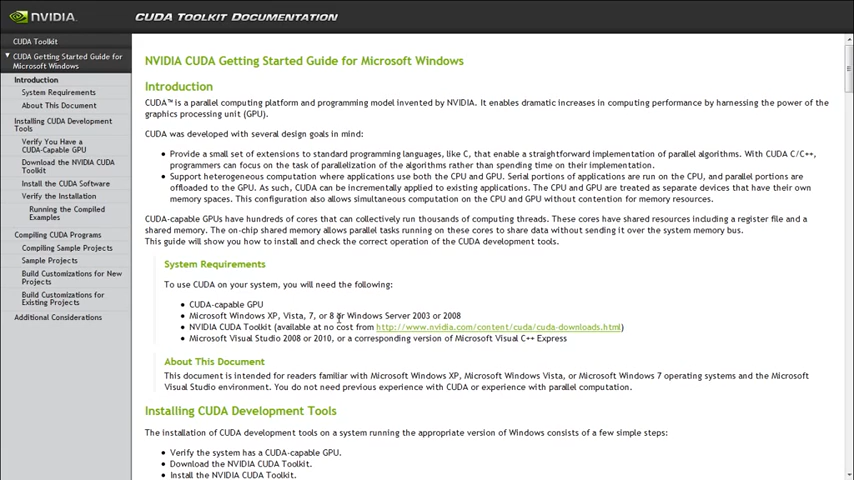 NVIDIA. CUDA TOOLKIT DOCUMENTATION
CUDA Toolkit
CUDA Getting Started Guide for
Microsoft Windows
Introduction
System Requirements
About This Document
Installing CUDA Development
Tools
Verify You Have a
CUDA-Capable GPU
Download the NVIDIA CUDA
Toolkit
Install the CUDA Software
Verify the Installation
Running the Compiled
Examples
Compiling CUDA Programs
Compiling Sample Projects
Sample Projects
Build Customizations for New
Projects
Build Customizations for
Existing Projects
Additional Considerations
NVIDIA CUDA Getting Started Guide for Microsoft Windows
Introduction
CUDA™ is a parallel computing platform and programming model invented by NVIDIA. It enables dramatic increases in computing performance by harnessing the power of the
graphics processing unit (GPU).
CUDA was developed with several design goals in mind:
Provide a small set of extensions to standard programming languages, like C, that enable a straightforward implementation of parallel algorithms. With CUDA C/C++,
programmers can focus on the task of parallelization of the algorithms rather than spending time on their implementation.
Support heterogeneous computation where applications use both the CPU and GPU. Serial portions of applications are run on the CPU, and parallel portions are
offloaded to the GPU. As such, CUDA can be incrementally applied to existing applications. The CPU and GPU are treated as separate devices that have their own
memory spaces. This configuration also allows simultaneous computation on the CPU and GPU without contention for memory resources.
CUDA-capable GPUs have hundreds of cores that can collectively run thousands of computing threads. These cores have shared resources including a register file and a
shared memory. The on-chip shared memory allows parallel tasks running on these cores to share data without sending it over the system memory bus.
This guide will show you how to install and check the correct operation of the CUDA development tools.
System Requirements
To use CUDA on your system, you will need the following:
CUDA-capable GPU
Microsoft Windows XP, Vista, 7, or 8 or Windows Server 2003 or 2008
NVIDIA CUDA Toolkit (available at no cost from http://www.nvidia.com/content/cuda/cuda-downloads.html)
Microsoft Visual Studio 2008 or 2010, or a corresponding version of Microsoft Visual C++ Express
About This Document
This document is intended for readers familiar with Microsoft Windows XP, Microsoft Windows Vista, or Microsoft Windows 7 operating systems and the Microsoft
Visual Studio environment. You do not need previous experience with CUDA or experience with parallel computation.
Installing CUDA Development Tools
The installation of CUDA development tools on a system running the appropriate version of Windows consists of a few simple steps:
Verify the system has a CUDA-capable GPU.
Download the NVIDIA CUDA Toolkit.
Install the NVIDIA CUDA Toolkit.